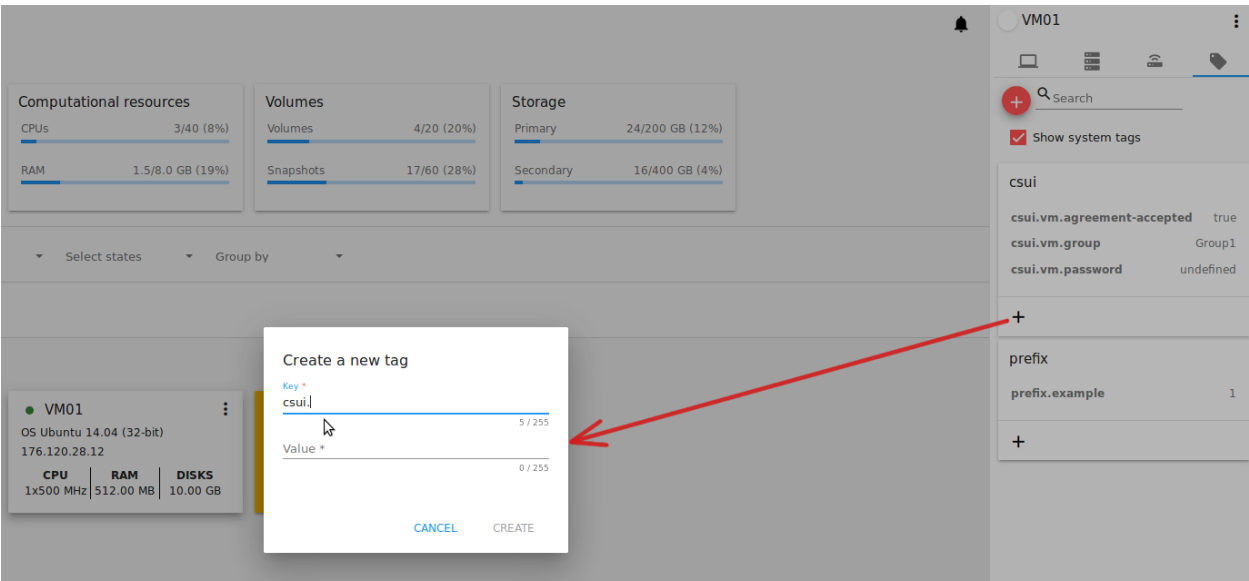 VM01
Search
Show system tags
Computational resources
CPUs 3/40 (8%)
RAM 1.5/8.0 GB (19%)
Volumes
Volumes 4/20 (20%)
Snapshots 17/60 (28%)
Storage
Primary 24/200 GB (12%)
Secondary 16/400 GB (4%)
Select states
Group by
csui
csui.vm.agreement-accepted true
csui.vm.group Group1
csui.vm.password undefined
+
prefix
prefix.example 1
+
Create a new tag
Key *
csui.
5 / 255
Value *
0 / 255
CANCEL CREATE
VM01
OS Ubuntu 14.04 (32-bit)
176.120.28.12
CPU RAM DISKS
1x500 MHz 512.00 MB 10.00 GB